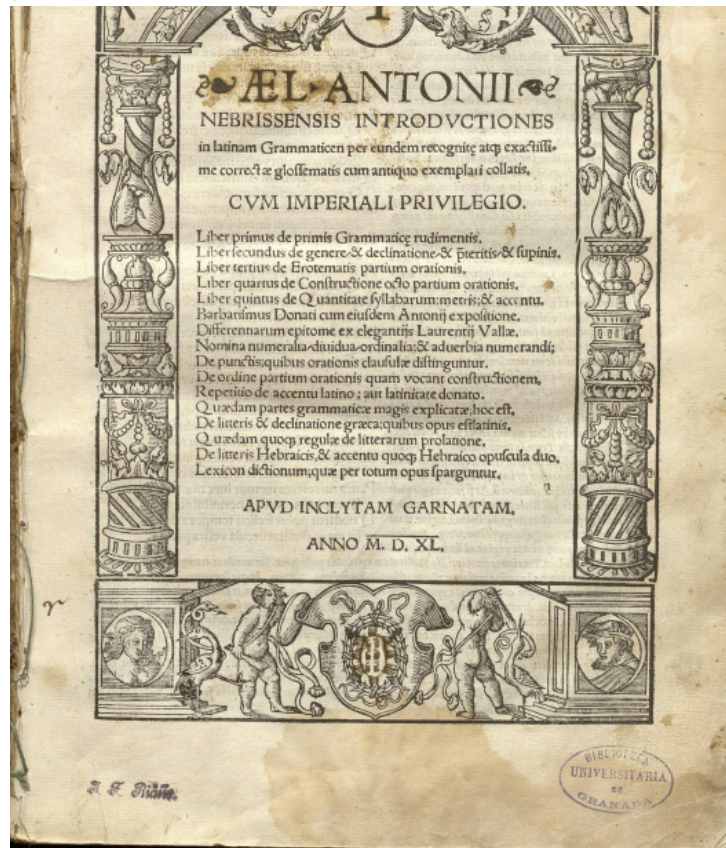 ÆL·ANTONII
NEBRISSENSIS INTRODVCTIONES
in latinam Grammaticen per eundem recognitę atqꝫ exactissi-
me correctæ glossematis cum antiquo exemplari collatis.
CVM IMPERIALI PRIVILEGIO.
Liber primus de primis Grammaticę rudimentis.
Liber secundus de genere·& declinatione·& p̄teritis·& supinis.
Liber tertius de Erotematis partium orationis.
Liber quartus de Constructione octo partium orationis.
Liber quintus de Quantitate syllabarum: metris; & accentu.
Barbarismus Donati cum eiusdem Antonij expositione.
Differentiarum epitome ex elegantijs Laurentij Vallæ.
Nomina numeralia·diuidua·ordinalia; & aduerbia numerandi;
De punctis; quibus orationis clausulæ distinguntur.
De ordine partium orationis quam vocant constructionem.
Repetitio de accentu latino; aut latinitate donato.
Quædam partes grammaticæ magis explicatæ; hoc est,
De litteris & declinatione græca; quibus opus est latinis.
Quædam quoqꝫ regulæ de litterarum prolatione.
De litteris Hebraicis, & accentu quoqꝫ Hebraico opuscula duo.
Lexicon dictionum; quæ per totum opus sparguntur.
APVD INCLYTAM GARNATAM.
ANNO M. D. XL.
BIBLIOTECA
UNIVERSITARIA
DE
GRANADA